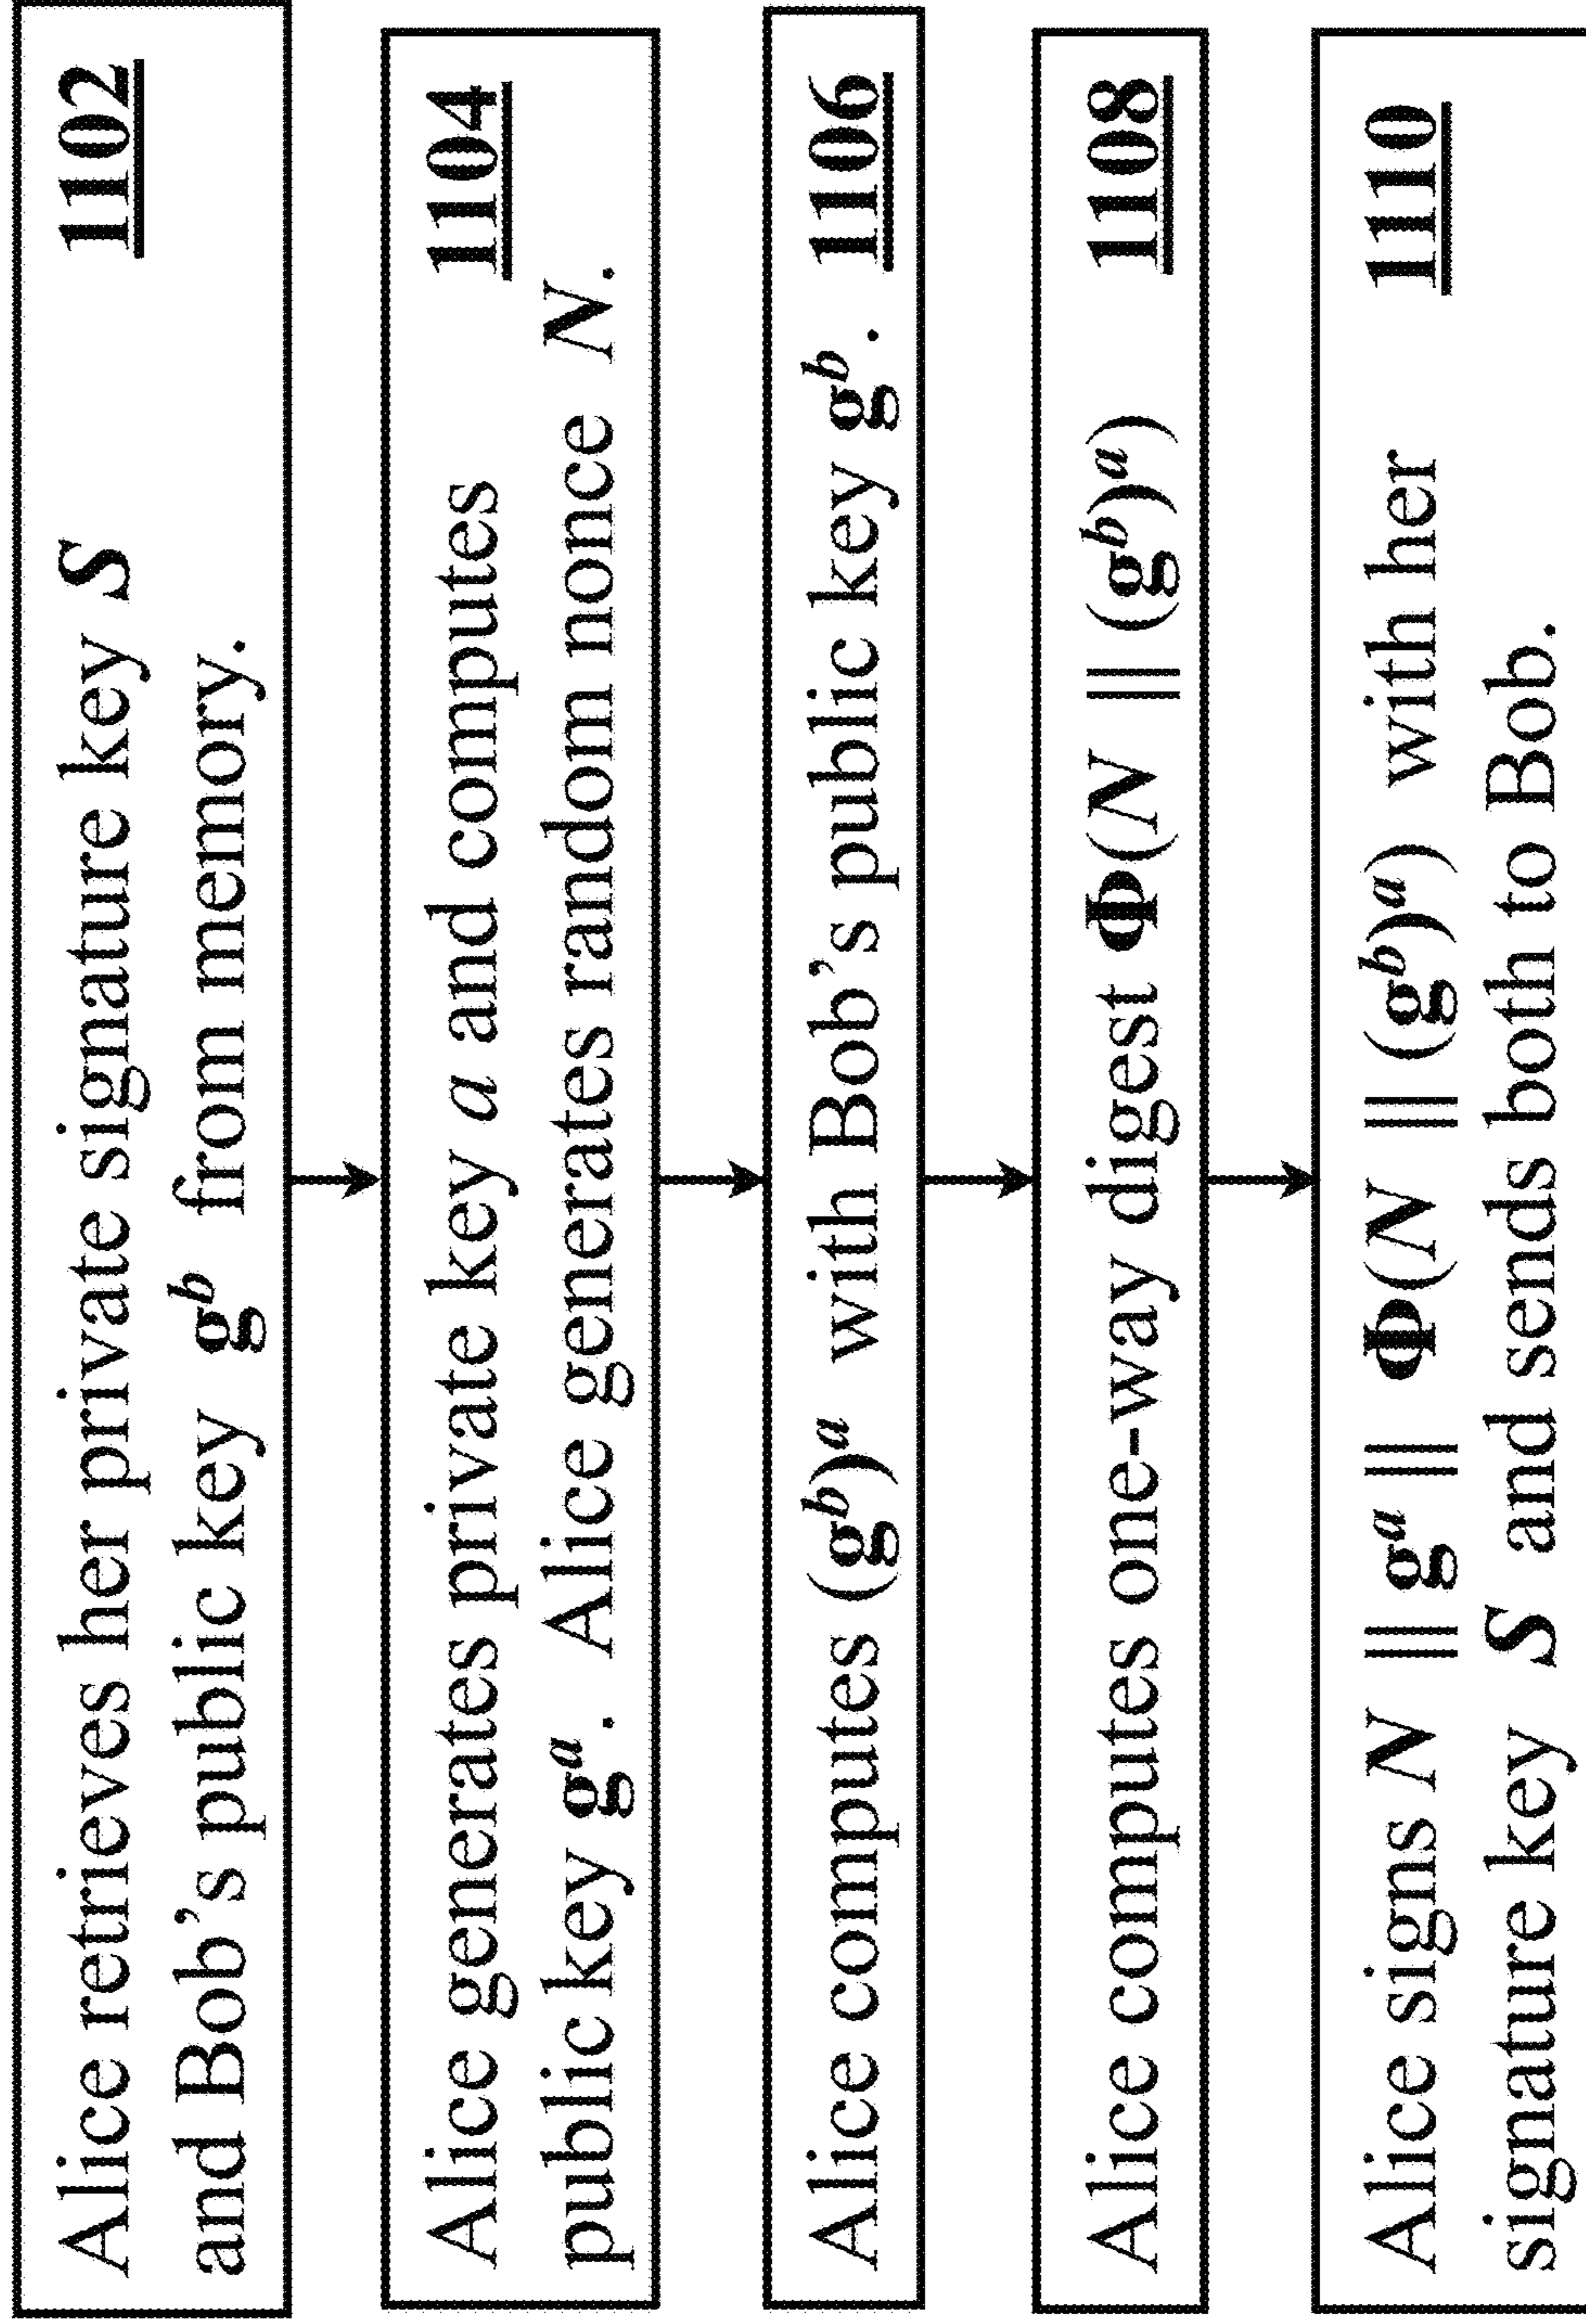 Alice retrieves her private signature key S 1102
and Bob’s public key g^b from memory.
Alice generates private key a and computes 1104
public key g^a. Alice generates random nonce N.
Alice computes (g^b)^a with Bob’s public key g^b. 1106
Alice computes one-way digest Φ(N || (g^b)^a) 1108
Alice signs N || g^a || Φ(N || (g^b)^a) with her 1110
signature key S and sends both to Bob.